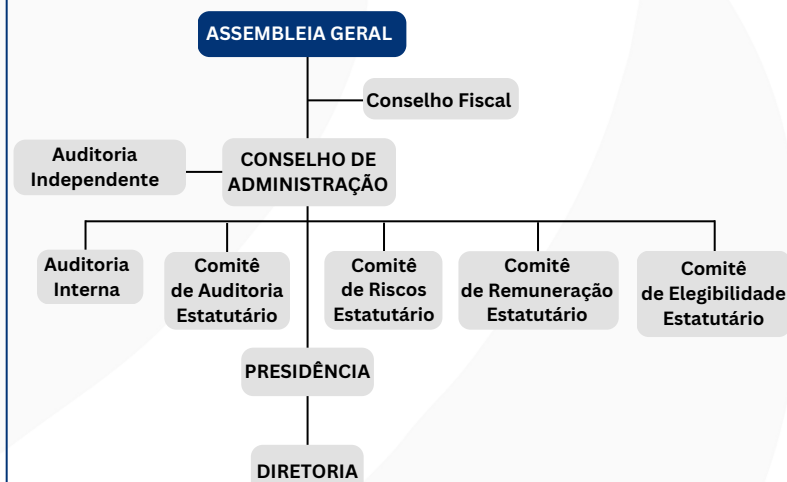 ASSEMBLEIA GERAL
Conselho Fiscal
Auditoria
Independente
CONSELHO DE
ADMINISTRAÇÃO
Auditoria
Interna
Comitê
de Auditoria
Estatutário
Comitê
de Riscos
Estatutário
Comitê
de Remuneração
Estatutário
Comitê
de Elegibilidade
Estatutário
PRESIDÊNCIA
DIRETORIA